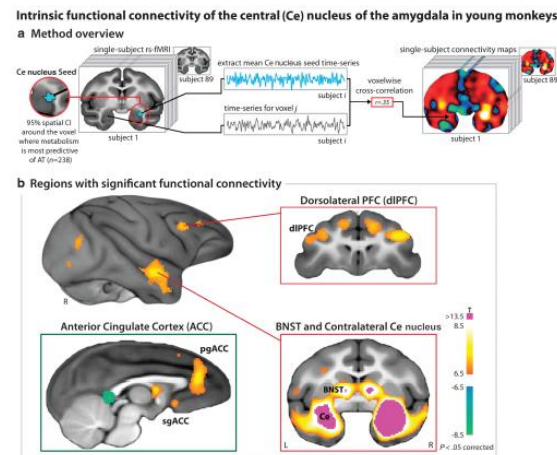 Intrinsic functional connectivity of the central (Ce) nucleus of the amygdala in young monkeys
a Method overview
single-subject rs-fMRI
subject 89
Ce nucleus Seed
95% spatial CI
around the voxel
where metabolism
is most predictive
of AT (n=238)
subject 1
extract mean Ce nucleus seed time-series
subject i
time-series for voxel j
subject i
voxelwise
cross-correlation
r=.35
single-subject connectivity maps
subject 89
subject 1
b Regions with significant functional connectivity
R
Dorsolateral PFC (dlPFC)
dlPFC
Anterior Cingulate Cortex (ACC)
pgACC
sgACC
BNST and Contralateral Ce nucleus
BNST
Ce
L
R
T
>13.5
8.5
6.5
-6.5
-8.5
P < .05 corrected